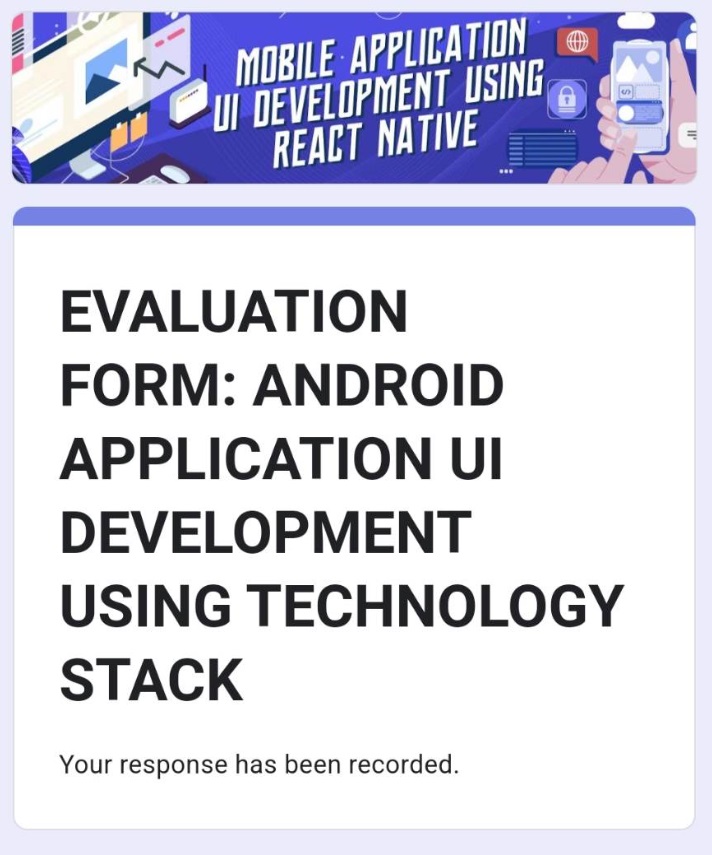 MOBILE APPLICATION
UI DEVELOPMENT USING
REACT NATIVE
EVALUATION
FORM: ANDROID
APPLICATION UI
DEVELOPMENT
USING TECHNOLOGY
STACK
Your response has been recorded.